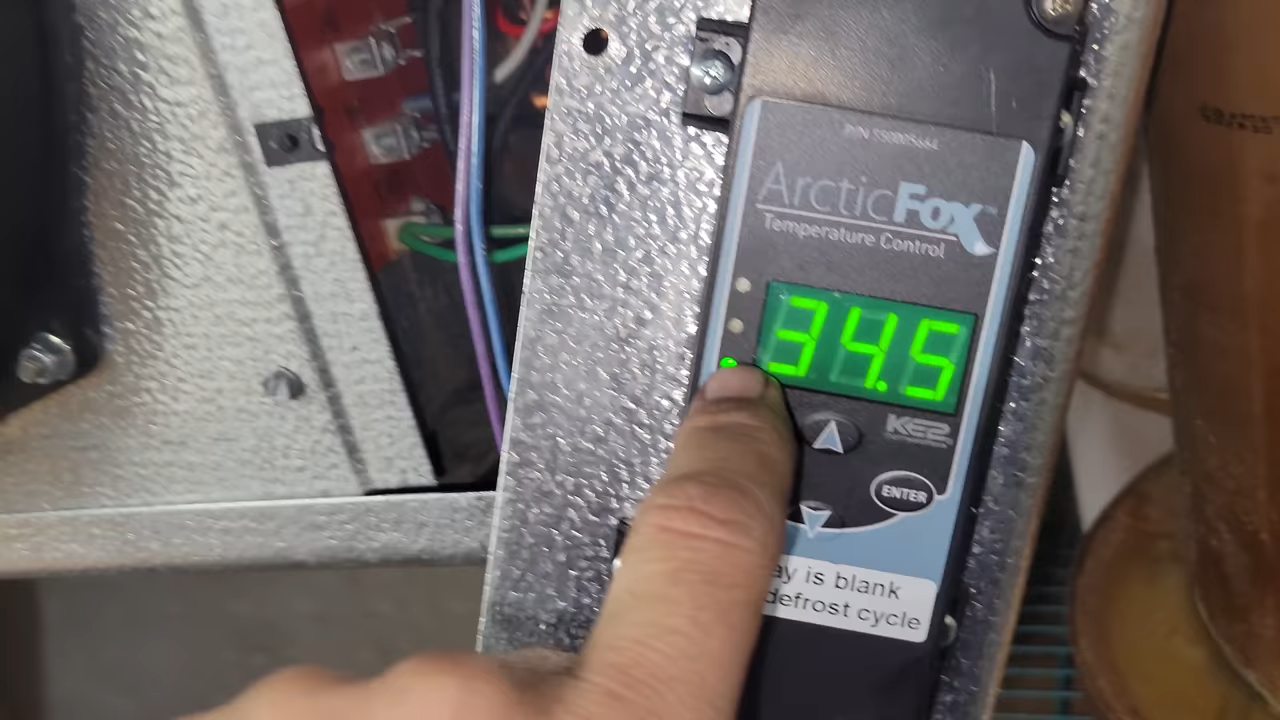 ArcticFox
Temperature Control
34.5
KE2
ENTER
ay is blank
defrost cycle